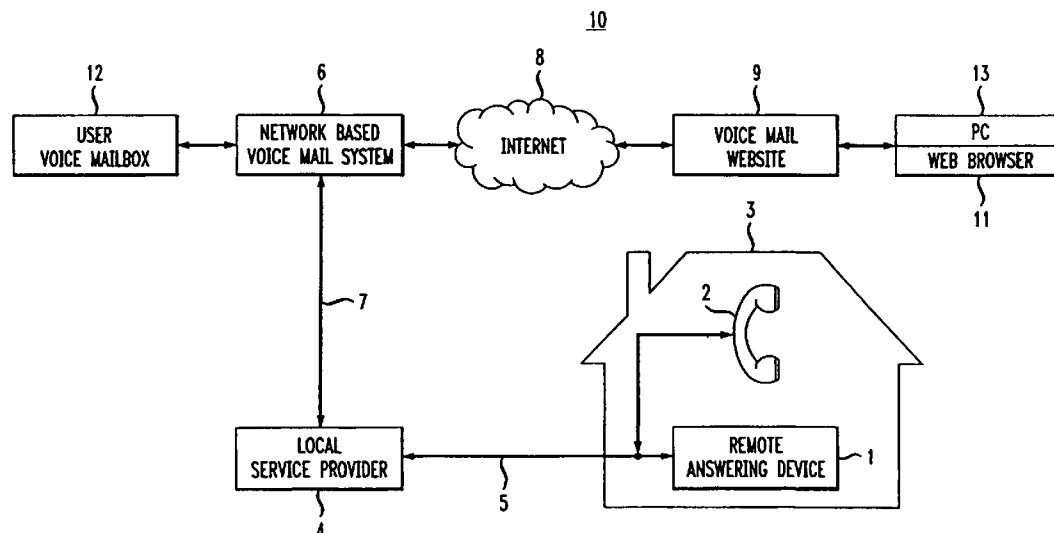 10
12
6
8
9
13
USER
VOICE MAILBOX
NETWORK BASED
VOICE MAIL SYSTEM
INTERNET
VOICE MAIL
WEBSITE
PC
WEB BROWSER
11
3
2
7
LOCAL
SERVICE PROVIDER
REMOTE
ANSWERING DEVICE
1
5
4